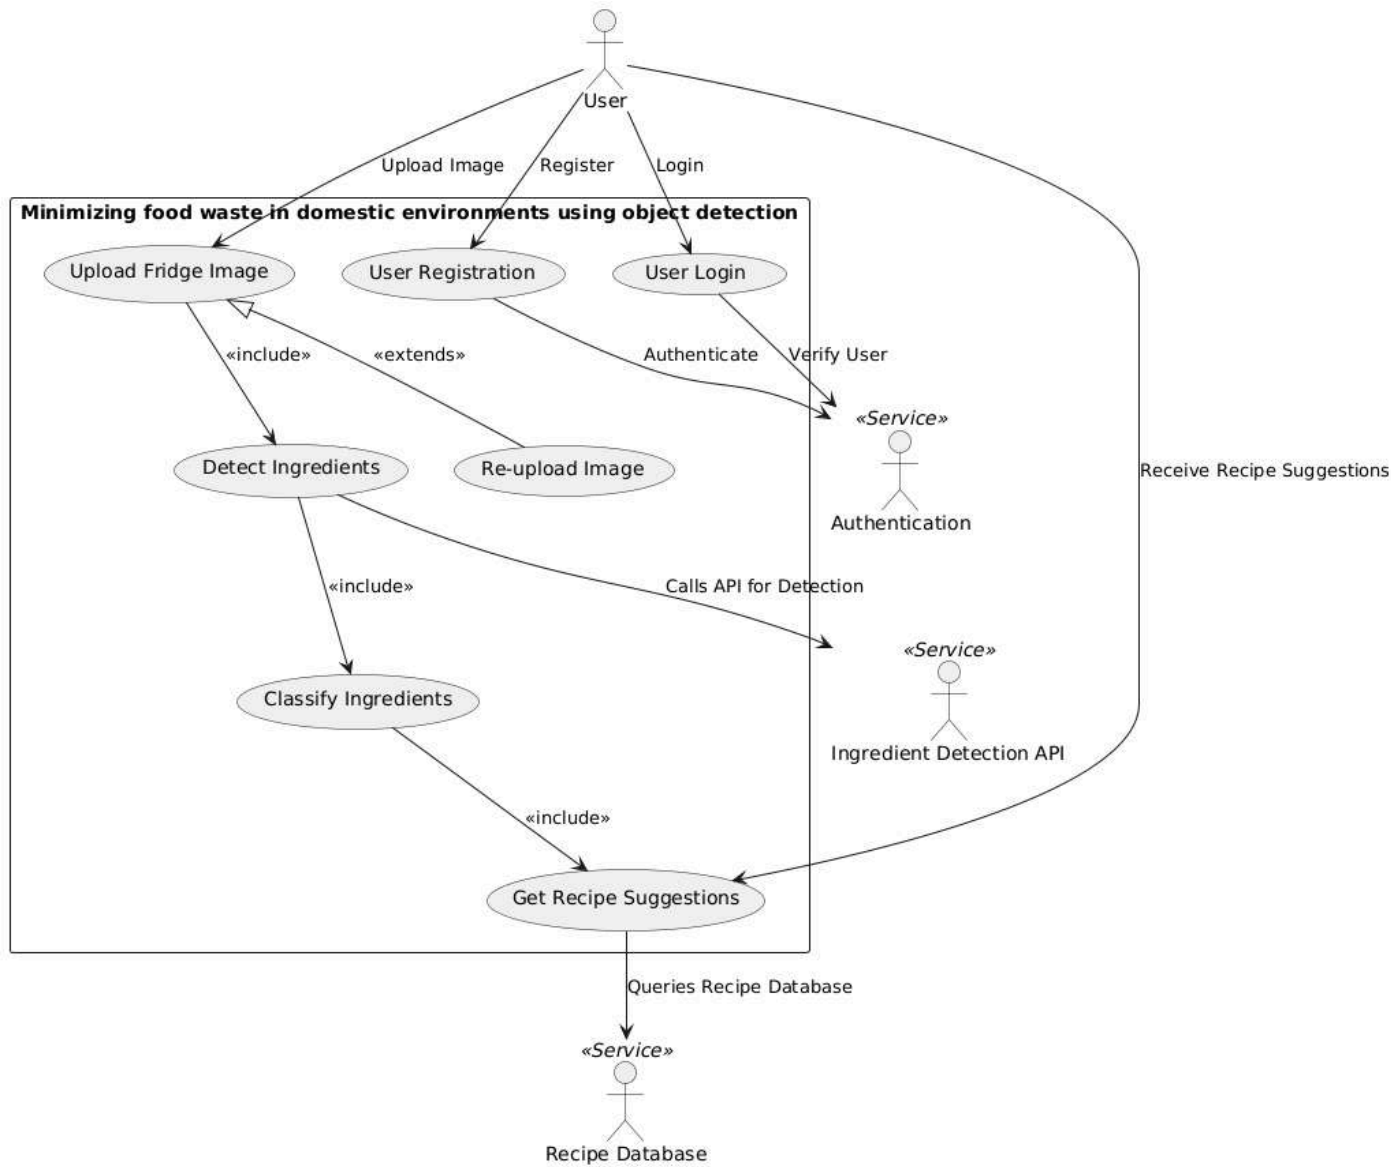 User
Upload Image
Register
Login
Minimizing food waste in domestic environments using object detection
Upload Fridge Image
User Registration
User Login
«include»
«extends»
Authenticate
Verify User
«Service»
Authentication
Detect Ingredients
Re-upload Image
Receive Recipe Suggestions
«include»
Calls API for Detection
«Service»
Ingredient Detection API
Classify Ingredients
«include»
Get Recipe Suggestions
Queries Recipe Database
«Service»
Recipe Database